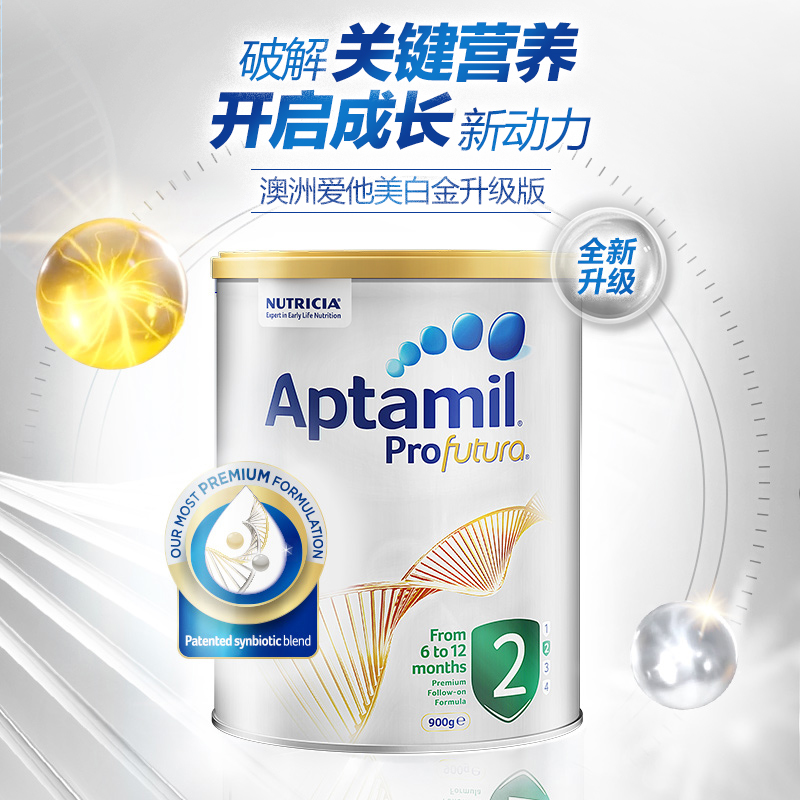 破解 关键营养
开启成长 新动力
澳洲爱他美白金升级版
全新
升级
NUTRICIA
Expert in Early Life Nutrition
Aptamil®
Profutura®
OUR MOST PREMIUM FORMULATION
Patented synbiotic blend
From
6 to 12
months
Premium
Follow-on
Formula
900g e
2
1
2
3
4